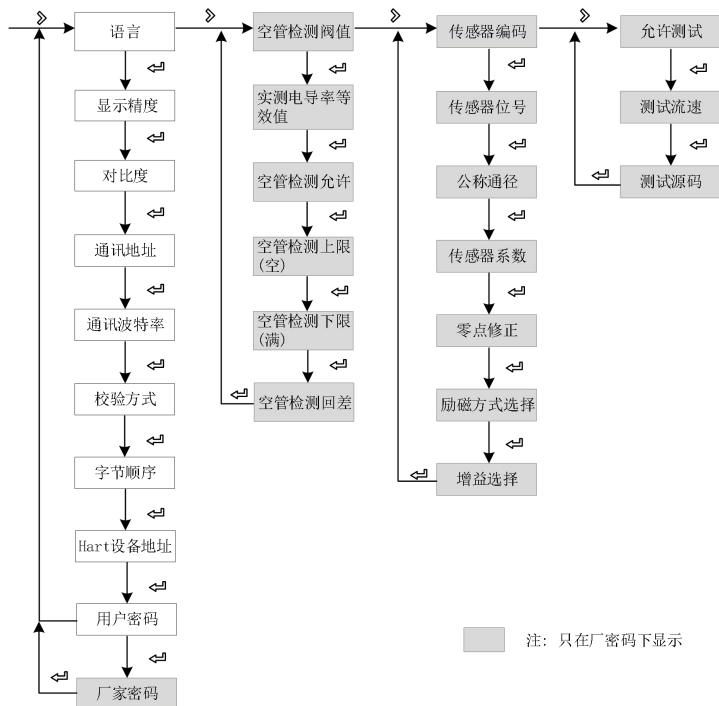 语言
显示精度
对比度
通讯地址
通讯波特率
校验方式
字节顺序
Hart设备地址
用户密码
厂家密码
空管检测阀值
实测电导率等
效值
空管检测允许
空管检测上限
(空)
空管检测下限
(满)
空管检测回差
传感器编码
传感器位号
公称通径
传感器系数
零点修正
励磁方式选择
增益选择
允许测试
测试流速
测试源码
注: 只在厂密码下显示